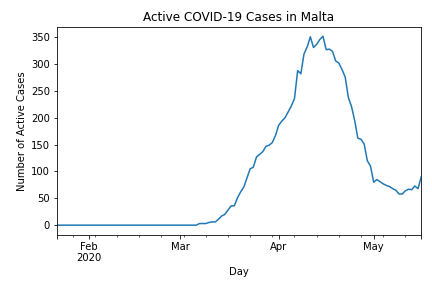 Active COVID-19 Cases in Malta
350
300
250
200
150
100
50
0
Number of Active Cases
Feb
2020
Mar
Apr
May
Day